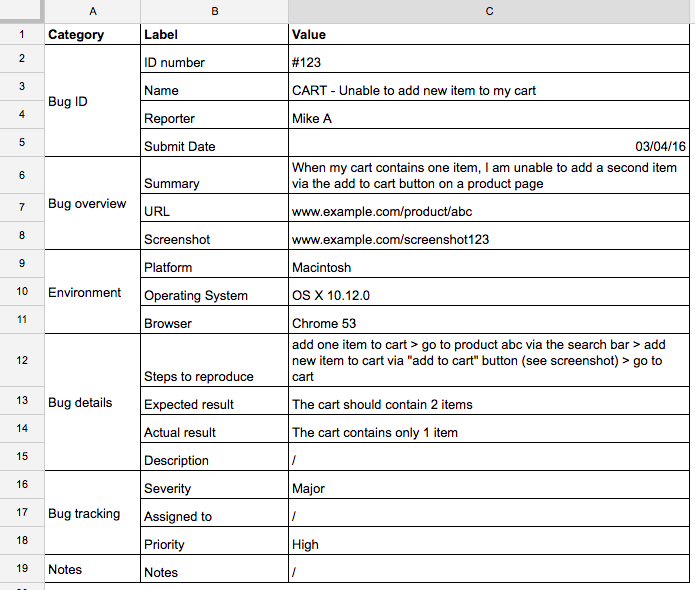 A B C
1 Category Label Value
2 ID number #123
3 Name CART - Unable to add new item to my cart
Bug ID
4 Reporter Mike A
5 Submit Date 03/04/16
6 Summary When my cart contains one item, I am unable to add a second item
via the add to cart button on a product page
Bug overview
7 URL www.example.com/product/abc
8 Screenshot www.example.com/screenshot123
9 Platform Macintosh
10 Environment Operating System OS X 10.12.0
11 Browser Chrome 53
12 Steps to reproduce add one item to cart > go to product abc via the search bar > add
new item to cart via "add to cart" button (see screenshot) > go to
cart
13 Bug details Expected result The cart should contain 2 items
14 Actual result The cart contains only 1 item
15 Description /
16 Severity Major
17 Bug tracking Assigned to /
18 Priority High
19 Notes Notes /